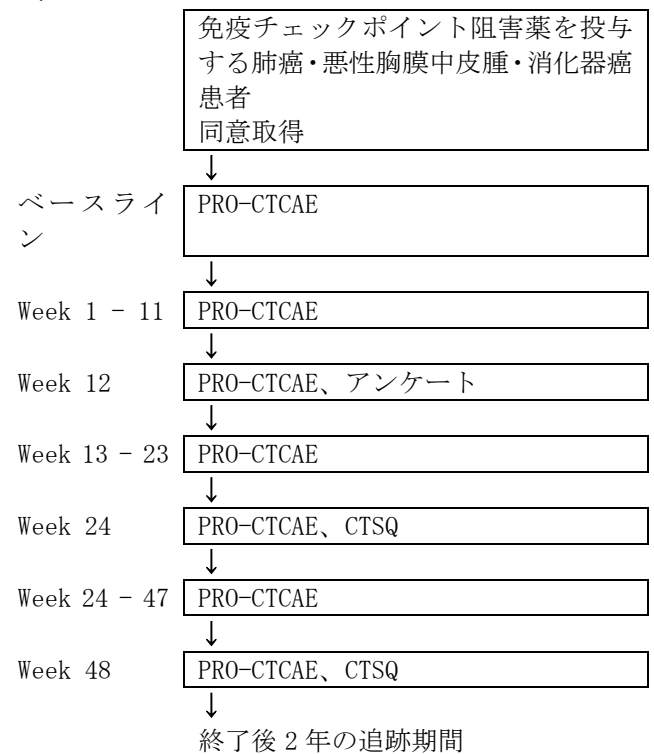 免疫チェックポイント阻害薬を投与
する肺癌・悪性胸膜中皮腫・消化器癌
患者
同意取得
↓
ベースライ
ン
PRO-CTCAE
↓
Week 1 - 11 PRO-CTCAE
↓
Week 12 PRO-CTCAE、アンケート
↓
Week 13 - 23 PRO-CTCAE
↓
Week 24 PRO-CTCAE、CTSQ
↓
Week 24 - 47 PRO-CTCAE
↓
Week 48 PRO-CTCAE、CTSQ
↓
終了後 2 年の追跡期間